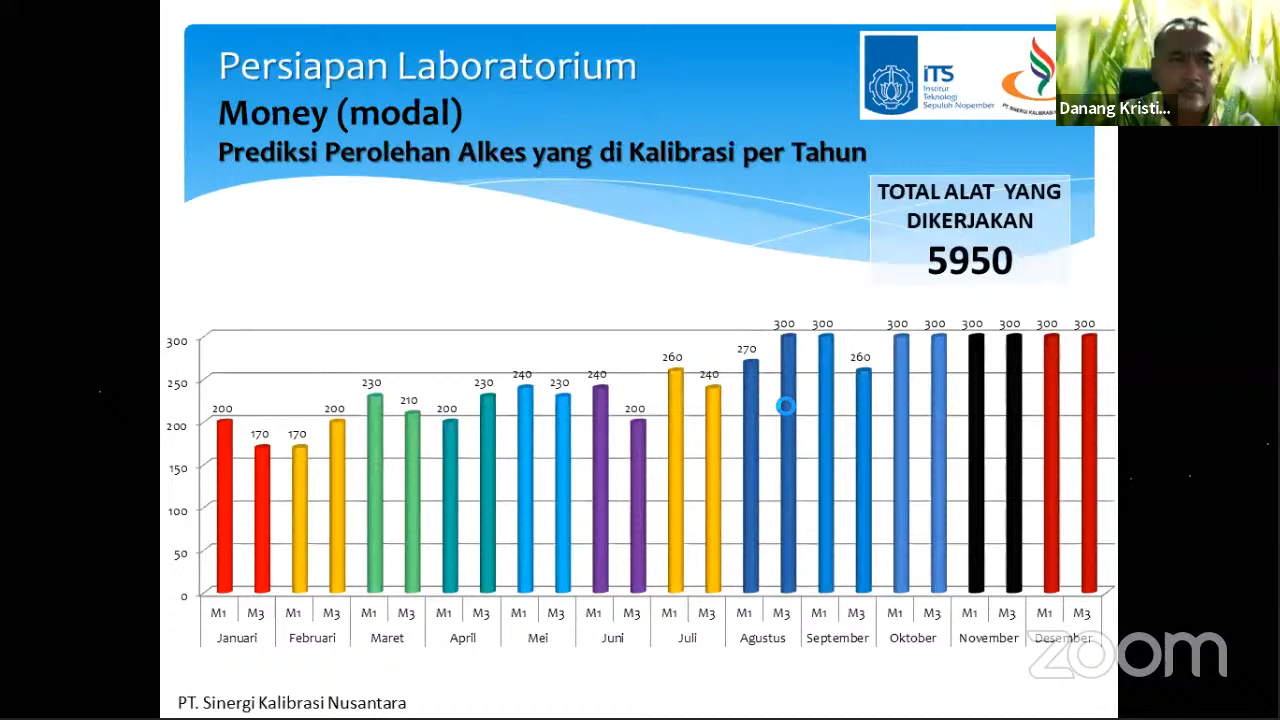 Persiapan Laboratorium
Money (modal)
Prediksi Perolehan Alkes yang di Kalibrasi per Tahun
iTS
Institut
Teknologi
Sepuluh Nopember
PT. SINERGI KALIBRASI
Danang Kristi...
TOTAL ALAT YANG
DIKERJAKAN
5950
300
250
200
150
100
50
0
200 170 170 200 230 210 200 230 240 230 240 200 260 240 270 300 300 260 300 300 300 300 300 300
M1 M3 M1 M3 M1 M3 M1 M3 M1 M3 M1 M3 M1 M3 M1 M3 M1 M3 M1 M3 M1 M3 M1 M3
Januari Februari Maret April Mei Juni Juli Agustus September Oktober November Desember
zoom
PT. Sinergi Kalibrasi Nusantara